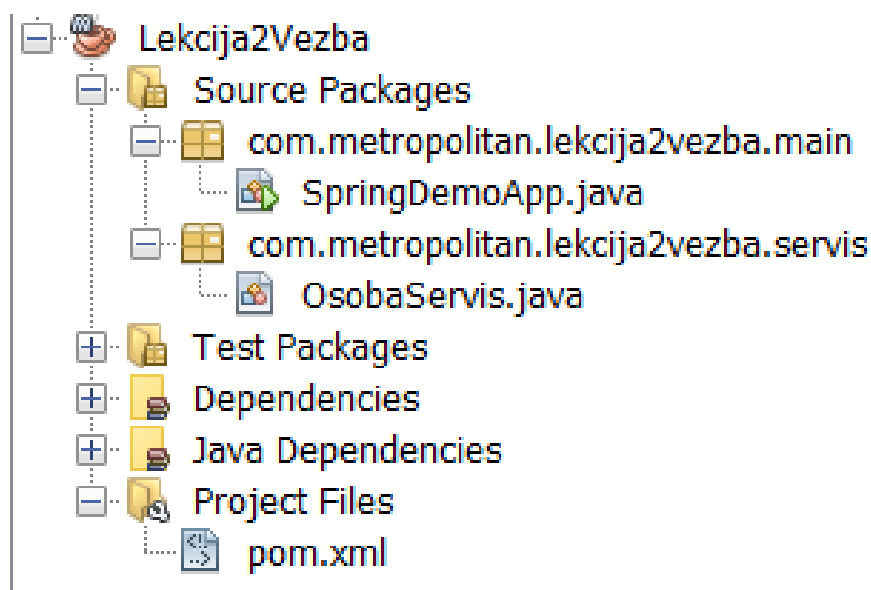 Lekcija2Vezba
Source Packages
com.metropolitan.lekcija2vezba.main
SpringDemoApp.java
com.metropolitan.lekcija2vezba.servis
OsobaServis.java
Test Packages
Dependencies
Java Dependencies
Project Files
pom.xml